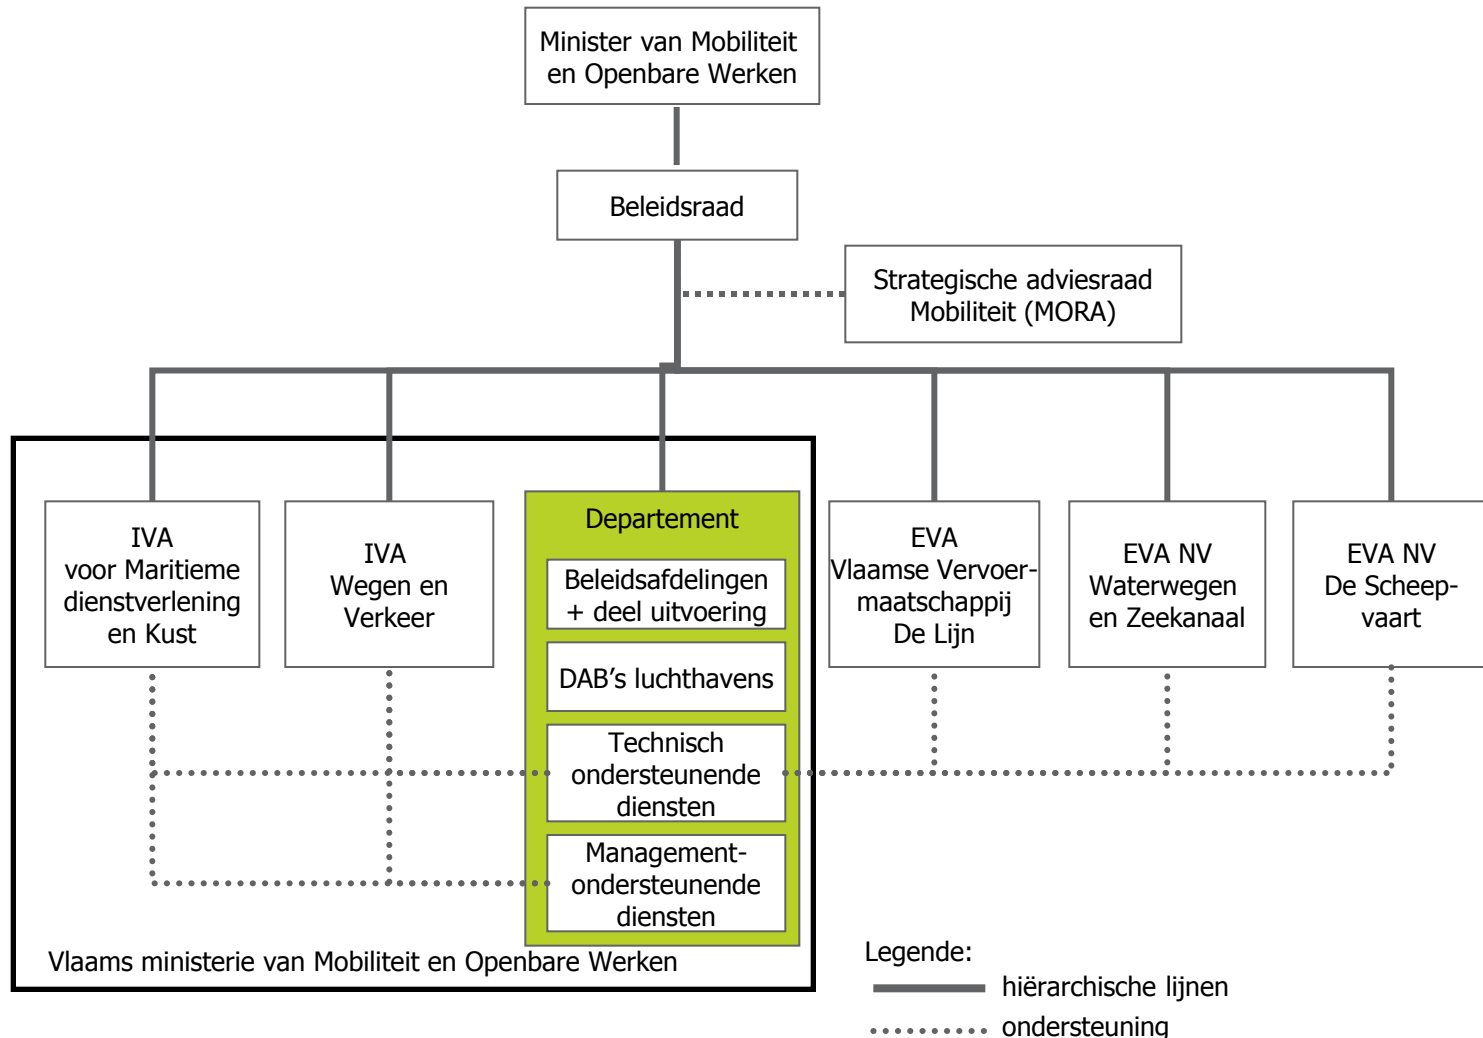 Minister van Mobiliteit
en Openbare Werken
Beleidsraad
Strategische adviesraad
Mobiliteit (MORA)
IVA
voor Maritieme
dienstverlening
en Kust
IVA
Wegen en
Verkeer
Departement
Beleidsafdelingen
+ deel uitvoering
DAB's luchthavens
Technisch
ondersteunende
diensten
Management-
ondersteunende
diensten
EVA
Vlaamse Vervoer-
maatschappij
De Lijn
EVA NV
Waterwegen
en Zeekanaal
EVA NV
De Scheep-
vaart
Vlaams ministerie van Mobiliteit en Openbare Werken
Legende:
hiërarchische lijnen
ondersteuning